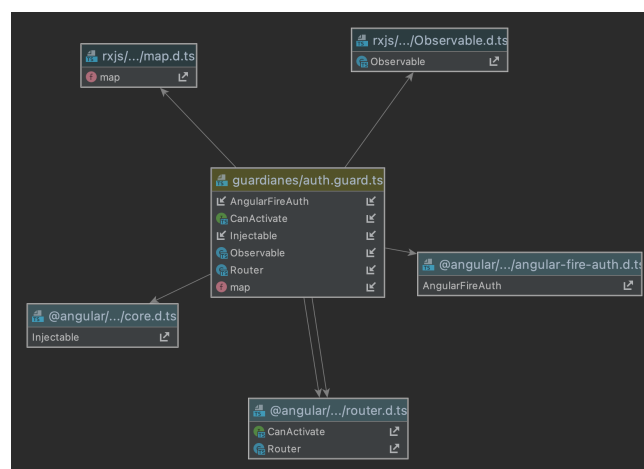 rxjs/.../map.d.ts
map
rxjs/.../Observable.d.ts
Observable
guardianes/auth.guard.ts
AngularFireAuth
CanActivate
Injectable
Observable
Router
map
@angular/.../angular-fire-auth.d.ts
AngularFireAuth
@angular/.../core.d.ts
Injectable
@angular/.../router.d.ts
CanActivate
Router